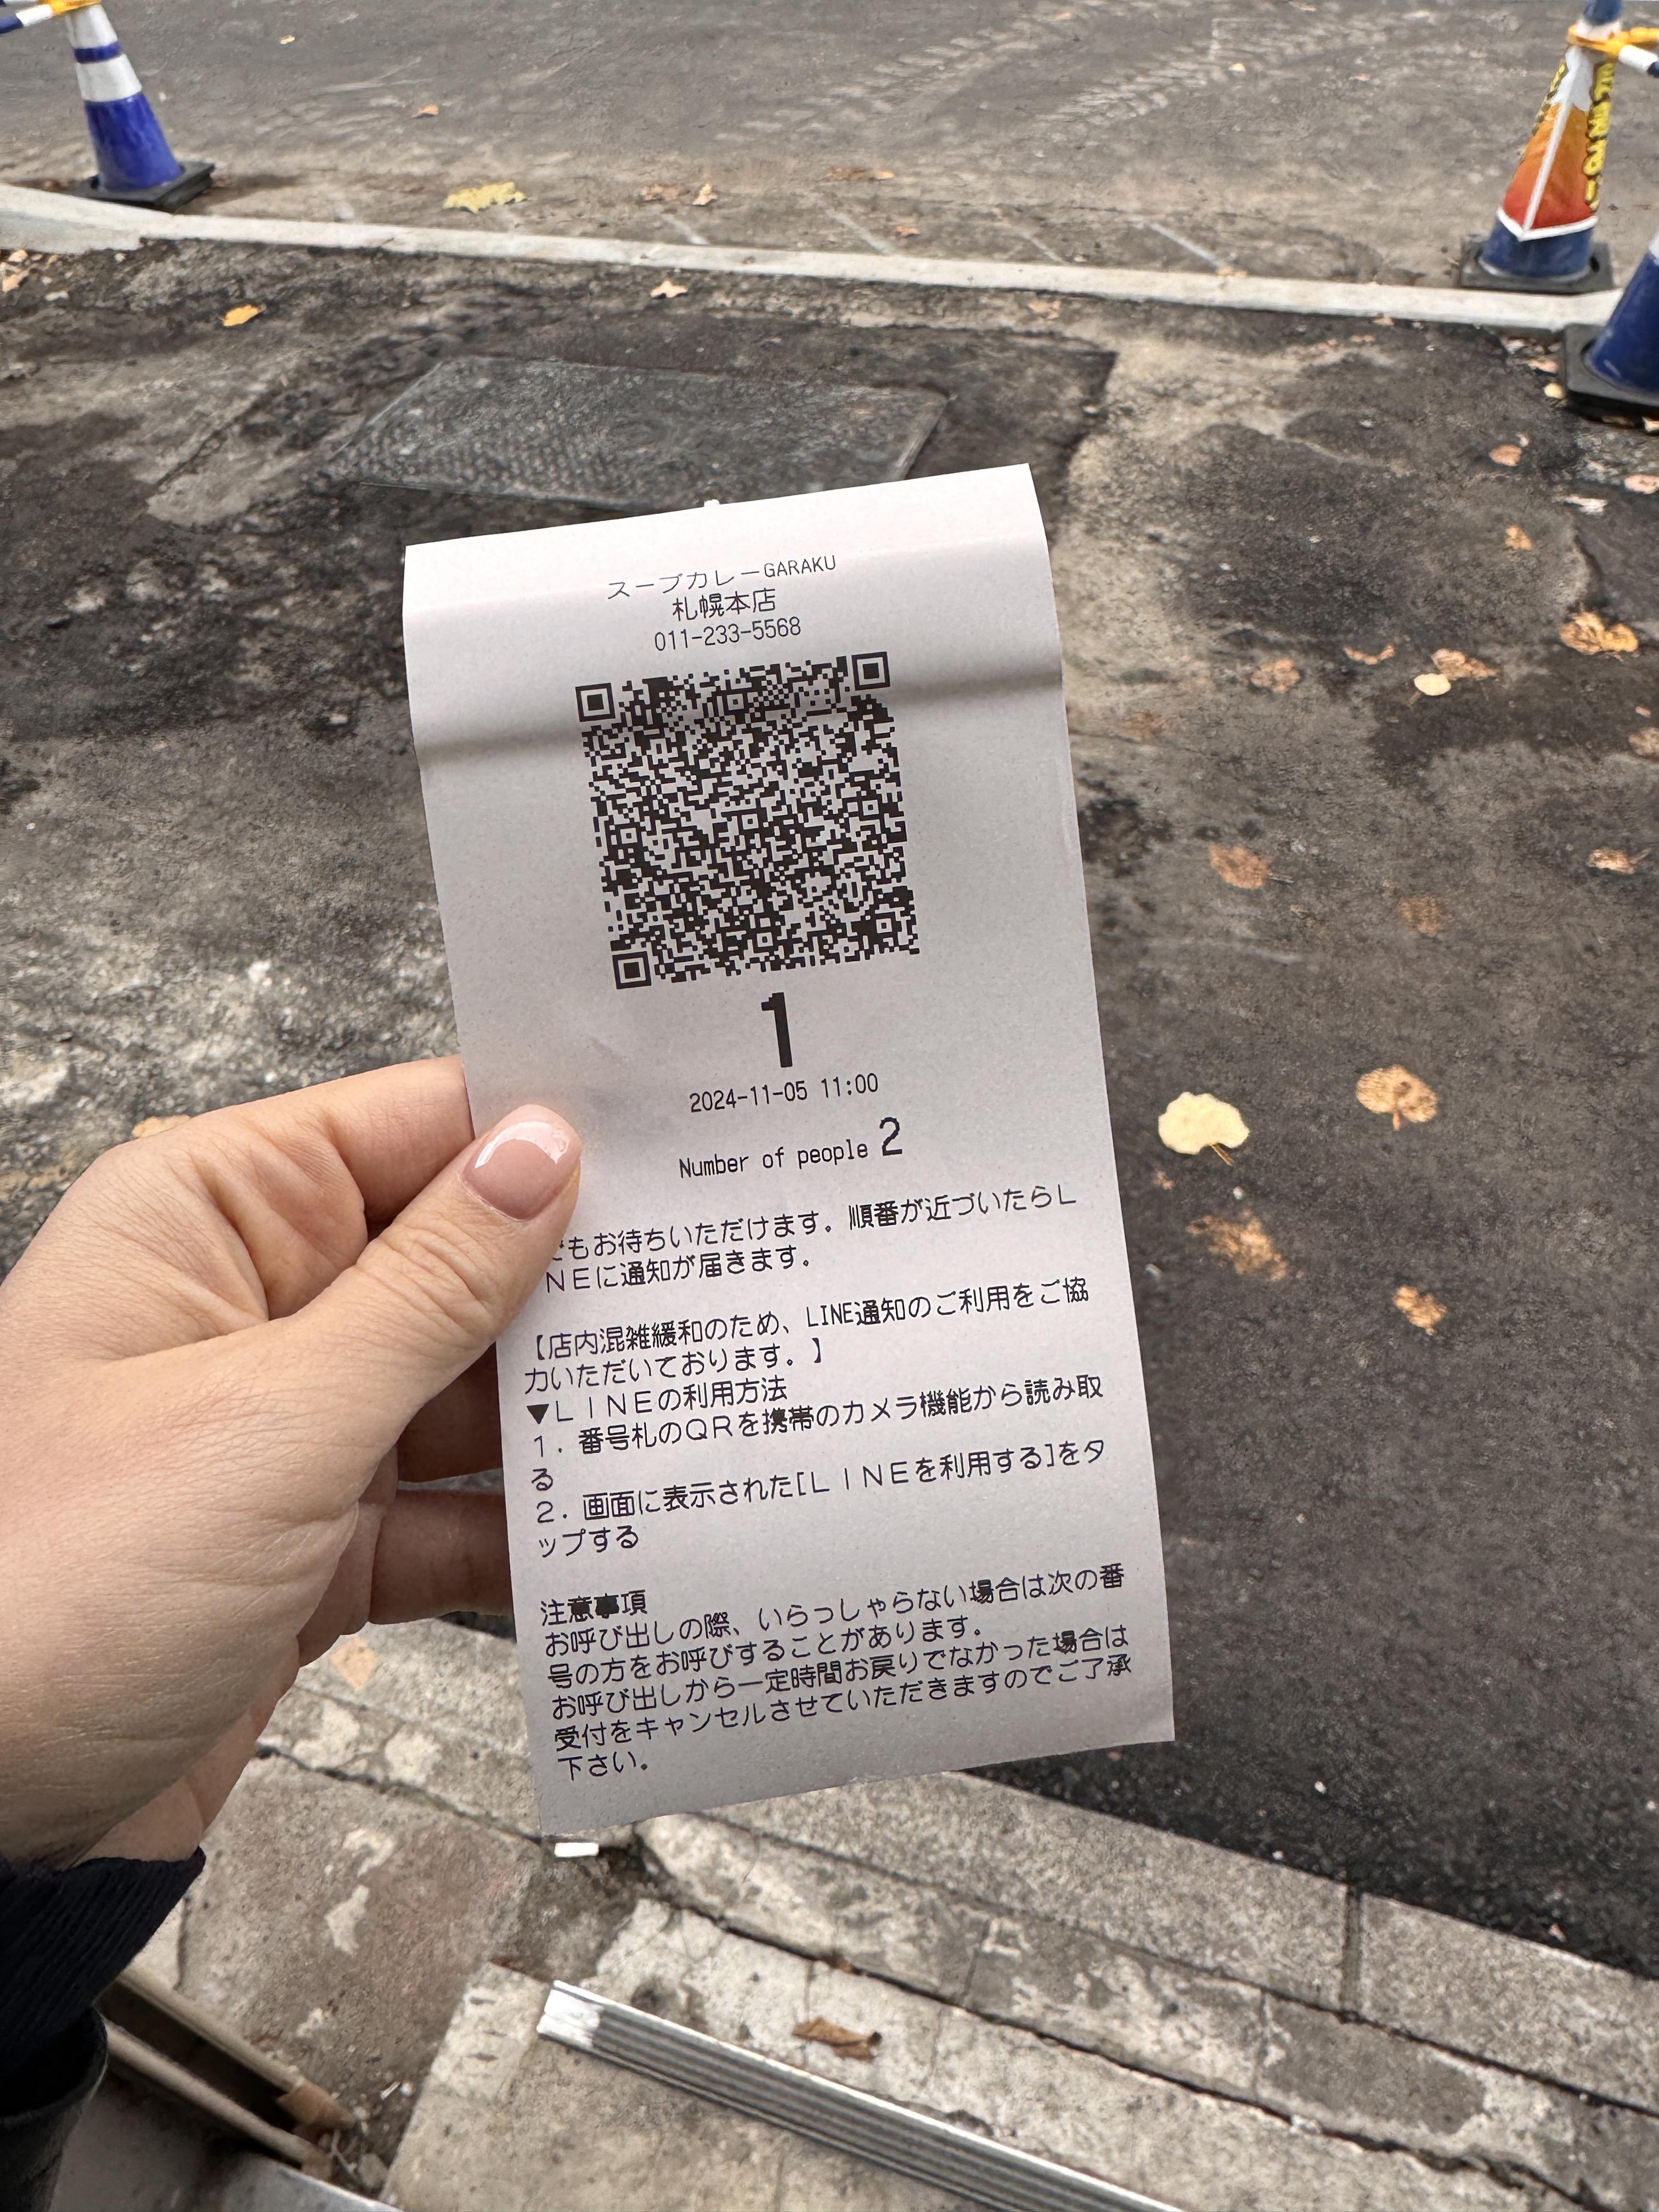 スープカレーGARAKU
札幌本店
011-233-5568
1
2024-11-05 11:00
Number of people 2
でもお待ちいただけます。順番が近づいたらL
INEに通知が届きます。
【店内混雑緩和のため、LINE通知のご利用をご協
力いただいております。】
▼LINEの利用方法
1. 番号札のQRを携帯のカメラ機能から読み取
る
2. 画面に表示された[LINEを利用する]をタ
ップする
注意事項
お呼び出しの際、いらっしゃらない場合は次の番
号の方をお呼びすることがあります。
お呼び出しから一定時間お戻りでなかった場合は
受付をキャンセルさせていただきますのでご了承
下さい。